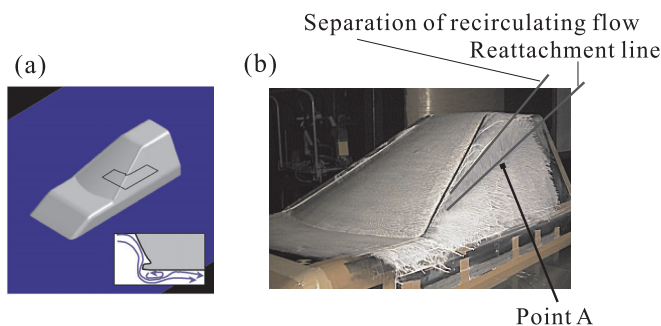 Separation of recirculating flow
Reattachment line
(a)
(b)
Point A